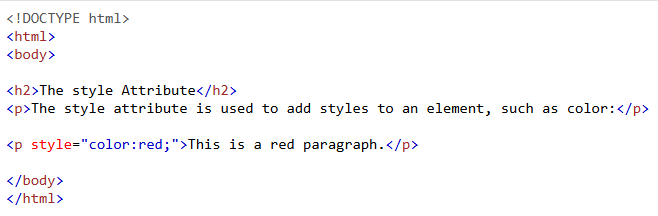 <!DOCTYPE html>
<html>
<body>
<h2>The style Attribute</h2>
<p>The style attribute is used to add styles to an element, such as color:</p>
<p style="color:red;">This is a red paragraph.</p>
</body>
</html>